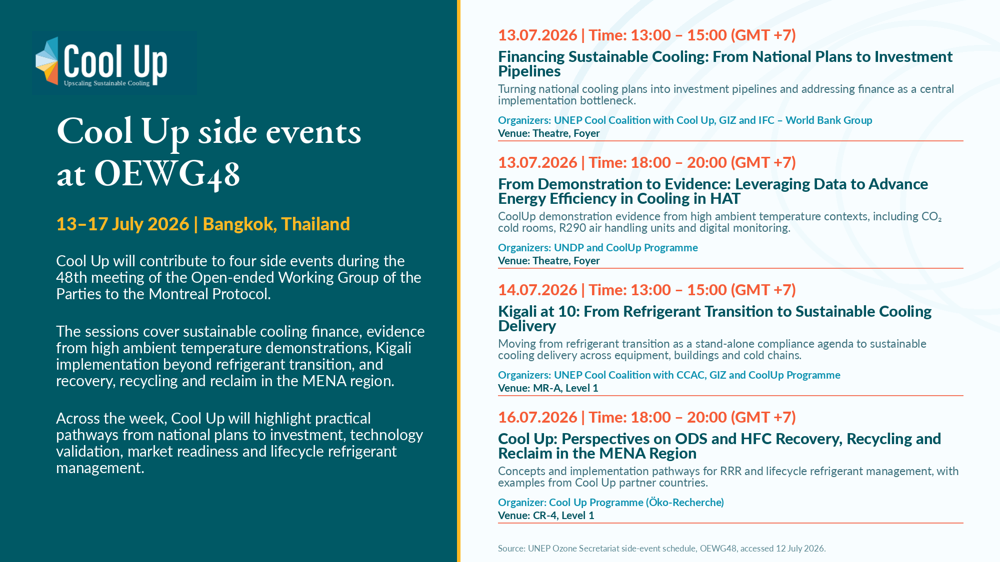 Cool Up
Upscaling Sustainable Cooling
Cool Up side events
at OEWG48
13–17 July 2026 | Bangkok, Thailand
Cool Up will contribute to four side events during the
48th meeting of the Open-ended Working Group of the
Parties to the Montreal Protocol.
The sessions cover sustainable cooling finance, evidence
from high ambient temperature demonstrations, Kigali
implementation beyond refrigerant transition, and
recovery, recycling and reclaim in the MENA region.
Across the week, Cool Up will highlight practical
pathways from national plans to investment, technology
validation, market readiness and lifecycle refrigerant
management.
13.07.2026 | Time: 13:00 – 15:00 (GMT +7)
Financing Sustainable Cooling: From National Plans to Investment
Pipelines
Turning national cooling plans into investment pipelines and addressing finance as a central
implementation bottleneck.
Organizers: UNEP Cool Coalition with Cool Up, GIZ and IFC – World Bank Group
Venue: Theatre, Foyer
13.07.2026 | Time: 18:00 – 20:00 (GMT +7)
From Demonstration to Evidence: Leveraging Data to Advance
Energy Efficiency in Cooling in HAT
CoolUp demonstration evidence from high ambient temperature contexts, including CO₂
cold rooms, R290 air handling units and digital monitoring.
Organizers: UNDP and CoolUp Programme
Venue: Theatre, Foyer
14.07.2026 | Time: 13:00 – 15:00 (GMT +7)
Kigali at 10: From Refrigerant Transition to Sustainable Cooling
Delivery
Moving from refrigerant transition as a stand-alone compliance agenda to sustainable
cooling delivery across equipment, buildings and cold chains.
Organizers: UNEP Cool Coalition with CCAC, GIZ and CoolUp Programme
Venue: MR-A, Level 1
16.07.2026 | Time: 18:00 – 20:00 (GMT +7)
Cool Up: Perspectives on ODS and HFC Recovery, Recycling and
Reclaim in the MENA Region
Concepts and implementation pathways for RRR and lifecycle refrigerant management, with
examples from Cool Up partner countries.
Organizer: Cool Up Programme (Öko-Recherche)
Venue: CR-4, Level 1
Source: UNEP Ozone Secretariat side-event schedule, OEWG48, accessed 12 July 2026.